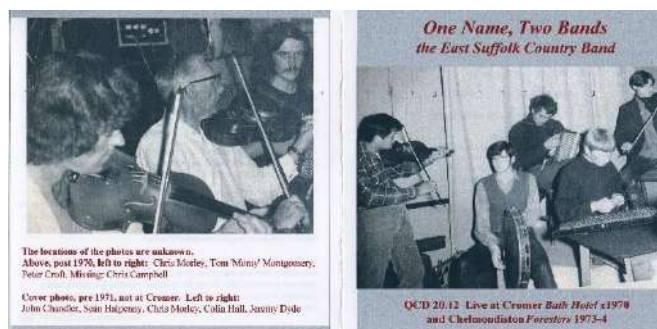 The locations of the photos are unknown.
Above, post 1970, left to right: Chris Morley, Tom 'Monty' Montgomery,
Peter Croft. Missing: Chris Campbell
Cover photo, pre 1971, not at Cromer. Left to right:
John Chandler, Sean Halpenny, Chris Morley, Colin Hall, Jeremy Dyde
One Name, Two Bands
the East Suffolk Country Band
QCD 20.12 Live at Cromer Bath Hotel c1970
and Chelmondiston Foresters 1973-4